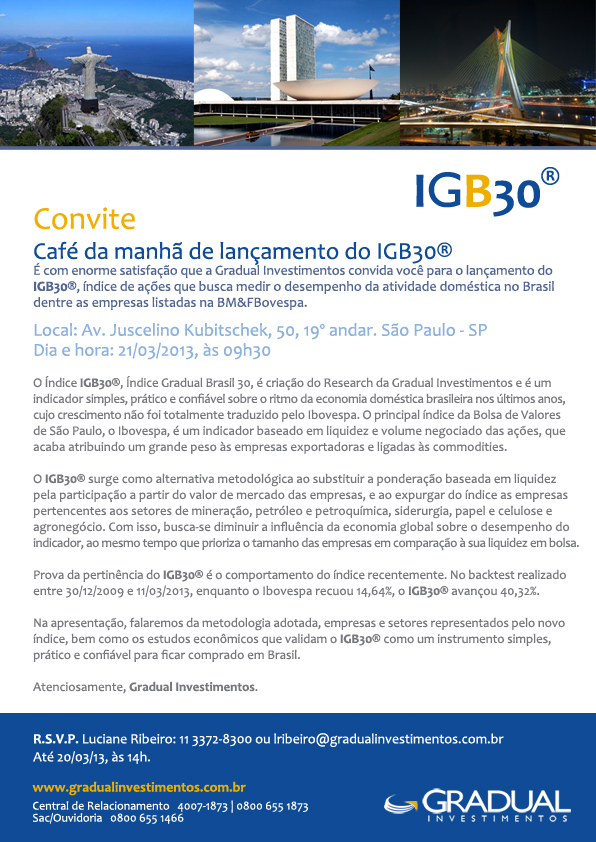 IGB30®
Convite
Café da manhã de lançamento do IGB30®
É com enorme satisfação que a Gradual Investimentos convida você para o lançamento do
IGB30®, índice de ações que busca medir o desempenho da atividade doméstica no Brasil
dentre as empresas listadas na BM&FBovespa.
Local: Av. Juscelino Kubitschek, 50, 19º andar. São Paulo - SP
Dia e hora: 21/03/2013, às 09h30
O Índice IGB30®, Índice Gradual Brasil 30, é criação do Research da Gradual Investimentos e é um
indicador simples, prático e confiável sobre o ritmo da economia doméstica brasileira nos últimos anos,
cujo crescimento não foi totalmente traduzido pelo Ibovespa. O principal índice da Bolsa de Valores
de São Paulo, o Ibovespa, é um indicador baseado em liquidez e volume negociado das ações, que
acaba atribuindo um grande peso às empresas exportadoras e ligadas às commodities.
O IGB30® surge como alternativa metodológica ao substituir a ponderação baseada em liquidez
pela participação a partir do valor de mercado das empresas, e ao expurgar do índice as empresas
pertencentes aos setores de mineração, petróleo e petroquímica, siderurgia, papel e celulose e
agronegócio. Com isso, busca-se diminuir a influência da economia global sobre o desempenho do
indicador, ao mesmo tempo que prioriza o tamanho das empresas em comparação à sua liquidez em bolsa.
Prova da pertinência do IGB30® é o comportamento do índice recentemente. No backtest realizado
entre 30/12/2009 e 11/03/2013, enquanto o Ibovespa recuou 14,64%, o IGB30® avançou 40,32%.
Na apresentação, falaremos da metodologia adotada, empresas e setores representados pelo novo
índice, bem como os estudos econômicos que validam o IGB30® como um instrumento simples,
prático e confiável para ficar comprado em Brasil.
Atenciosamente, Gradual Investimentos.
R.S.V.P. Luciane Ribeiro: 11 3372-8300 ou lribeiro@gradualinvestimentos.com.br
Até 20/03/13, às 14h.
www.gradualinvestimentos.com.br
Central de Relacionamento 4007-1873 | 0800 655 1873
Sac/Ouvidoria 0800 655 1466
GRADUAL
INVESTIMENTOS